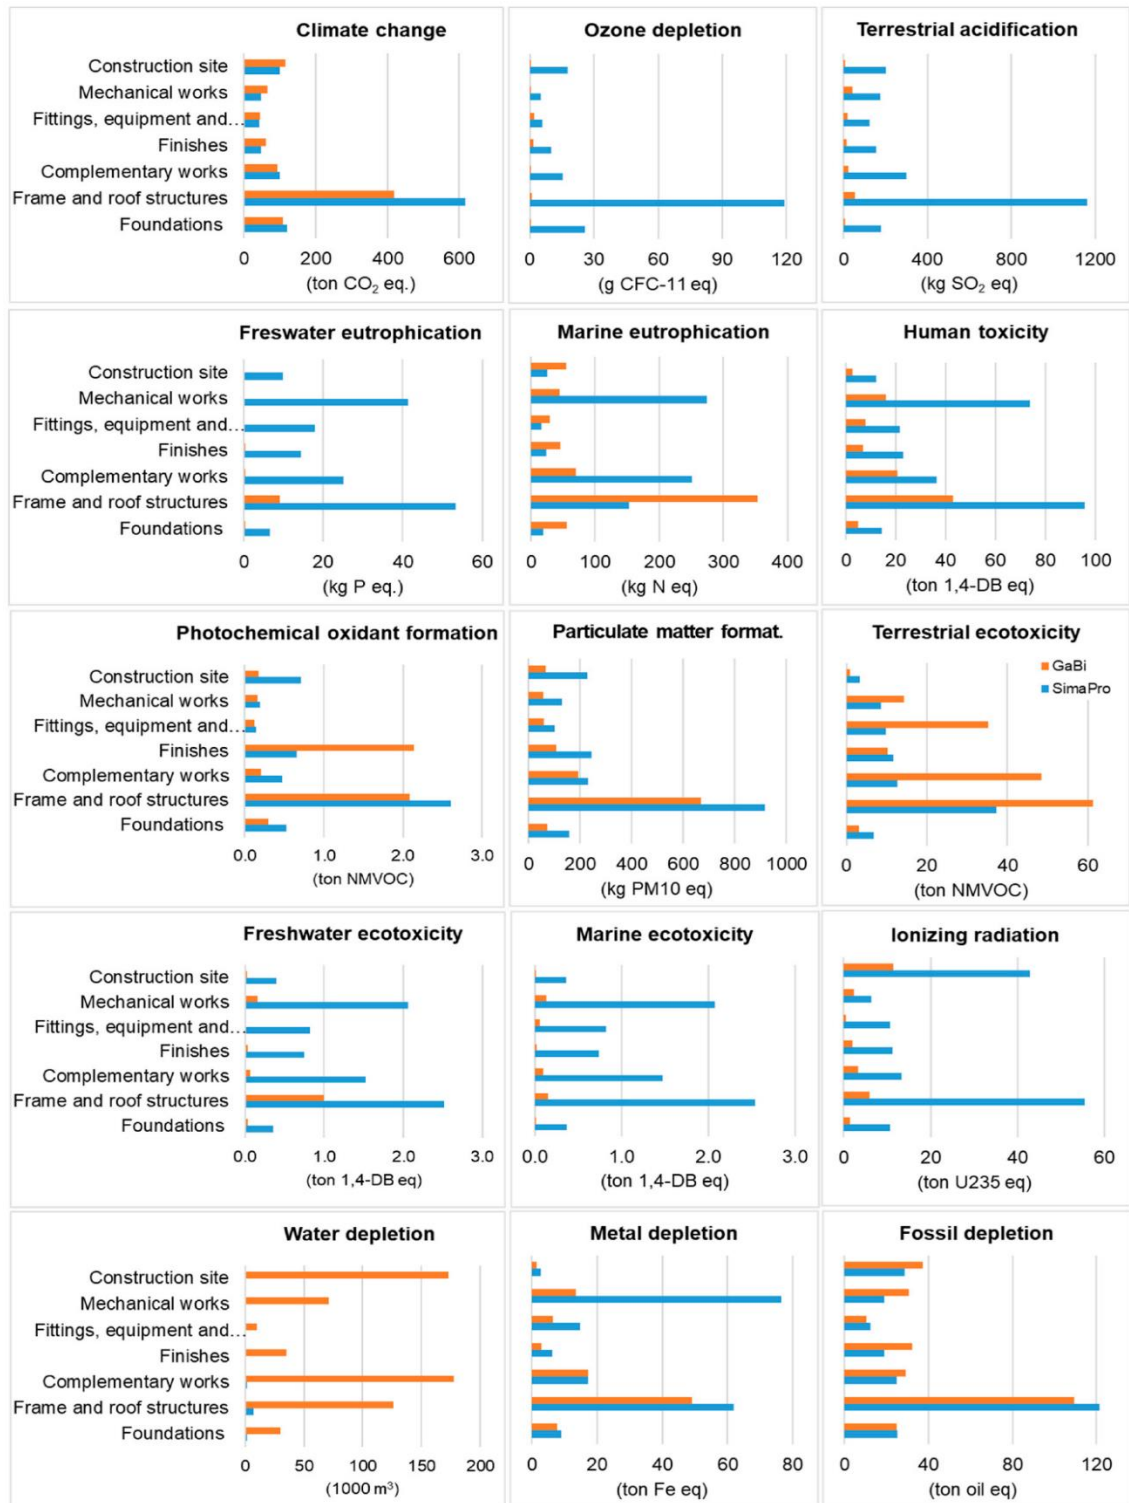 Climate change
Ozone depletion
Terrestrial acidification
Construction site
Mechanical works
Fittings, equipment and…
Finishes
Complementary works
Frame and roof structures
Foundations
0 200 400 600
(ton CO₂ eq.)
0 30 60 90 120
(g CFC-11 eq)
0 400 800 1200
(kg SO₂ eq)
Freswater eutrophication
Marine eutrophication
Human toxicity
Construction site
Mechanical works
Fittings, equipment and…
Finishes
Complementary works
Frame and roof structures
Foundations
0 20 40 60
(kg P eq.)
0 100 200 300 400
(kg N eq)
0 20 40 60 80 100
(ton 1,4-DB eq)
Photochemical oxidant formation
Particulate matter format.
Terrestrial ecotoxicity
GaBi
SimaPro
Construction site
Mechanical works
Fittings, equipment and…
Finishes
Complementary works
Frame and roof structures
Foundations
0.0 1.0 2.0 3.0
(ton NMVOC)
0 200 400 600 800 1000
(kg PM10 eq)
0 20 40 60
(ton NMVOC)
Freshwater ecotoxicity
Marine ecotoxicity
Ionizing radiation
Construction site
Mechanical works
Fittings, equipment and…
Finishes
Complementary works
Frame and roof structures
Foundations
0.0 1.0 2.0 3.0
(ton 1,4-DB eq)
0.0 1.0 2.0 3.0
(ton 1,4-DB eq)
0 20 40 60
(ton U235 eq)
Water depletion
Metal depletion
Fossil depletion
Construction site
Mechanical works
Fittings, equipment and…
Finishes
Complementary works
Frame and roof structures
Foundations
0 50 100 150 200
(1000 m³)
0 20 40 60 80
(ton Fe eq)
0 40 80 120
(ton oil eq)